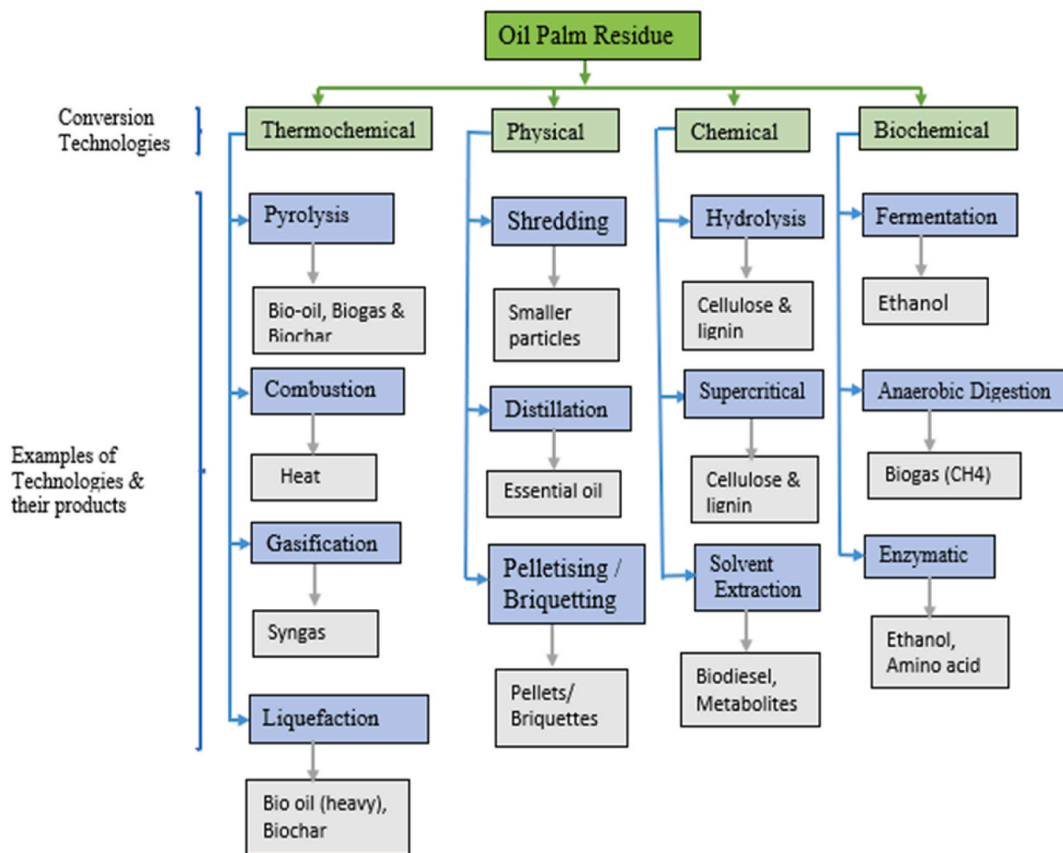 Oil Palm Residue
Conversion
Technologies
Thermochemical
Physical
Chemical
Biochemical
Examples of
Technologies &
their products
Pyrolysis
Bio-oil, Biogas &
Biochar
Combustion
Heat
Gasification
Syngas
Liquefaction
Bio oil (heavy),
Biochar
Shredding
Smaller
particles
Distillation
Essential oil
Pelletising /
Briquetting
Pellets/
Briquettes
Hydrolysis
Cellulose &
lignin
Supercritical
Cellulose &
lignin
Solvent
Extraction
Biodiesel,
Metabolites
Fermentation
Ethanol
Anaerobic Digestion
Biogas (CH4)
Enzymatic
Ethanol,
Amino acid